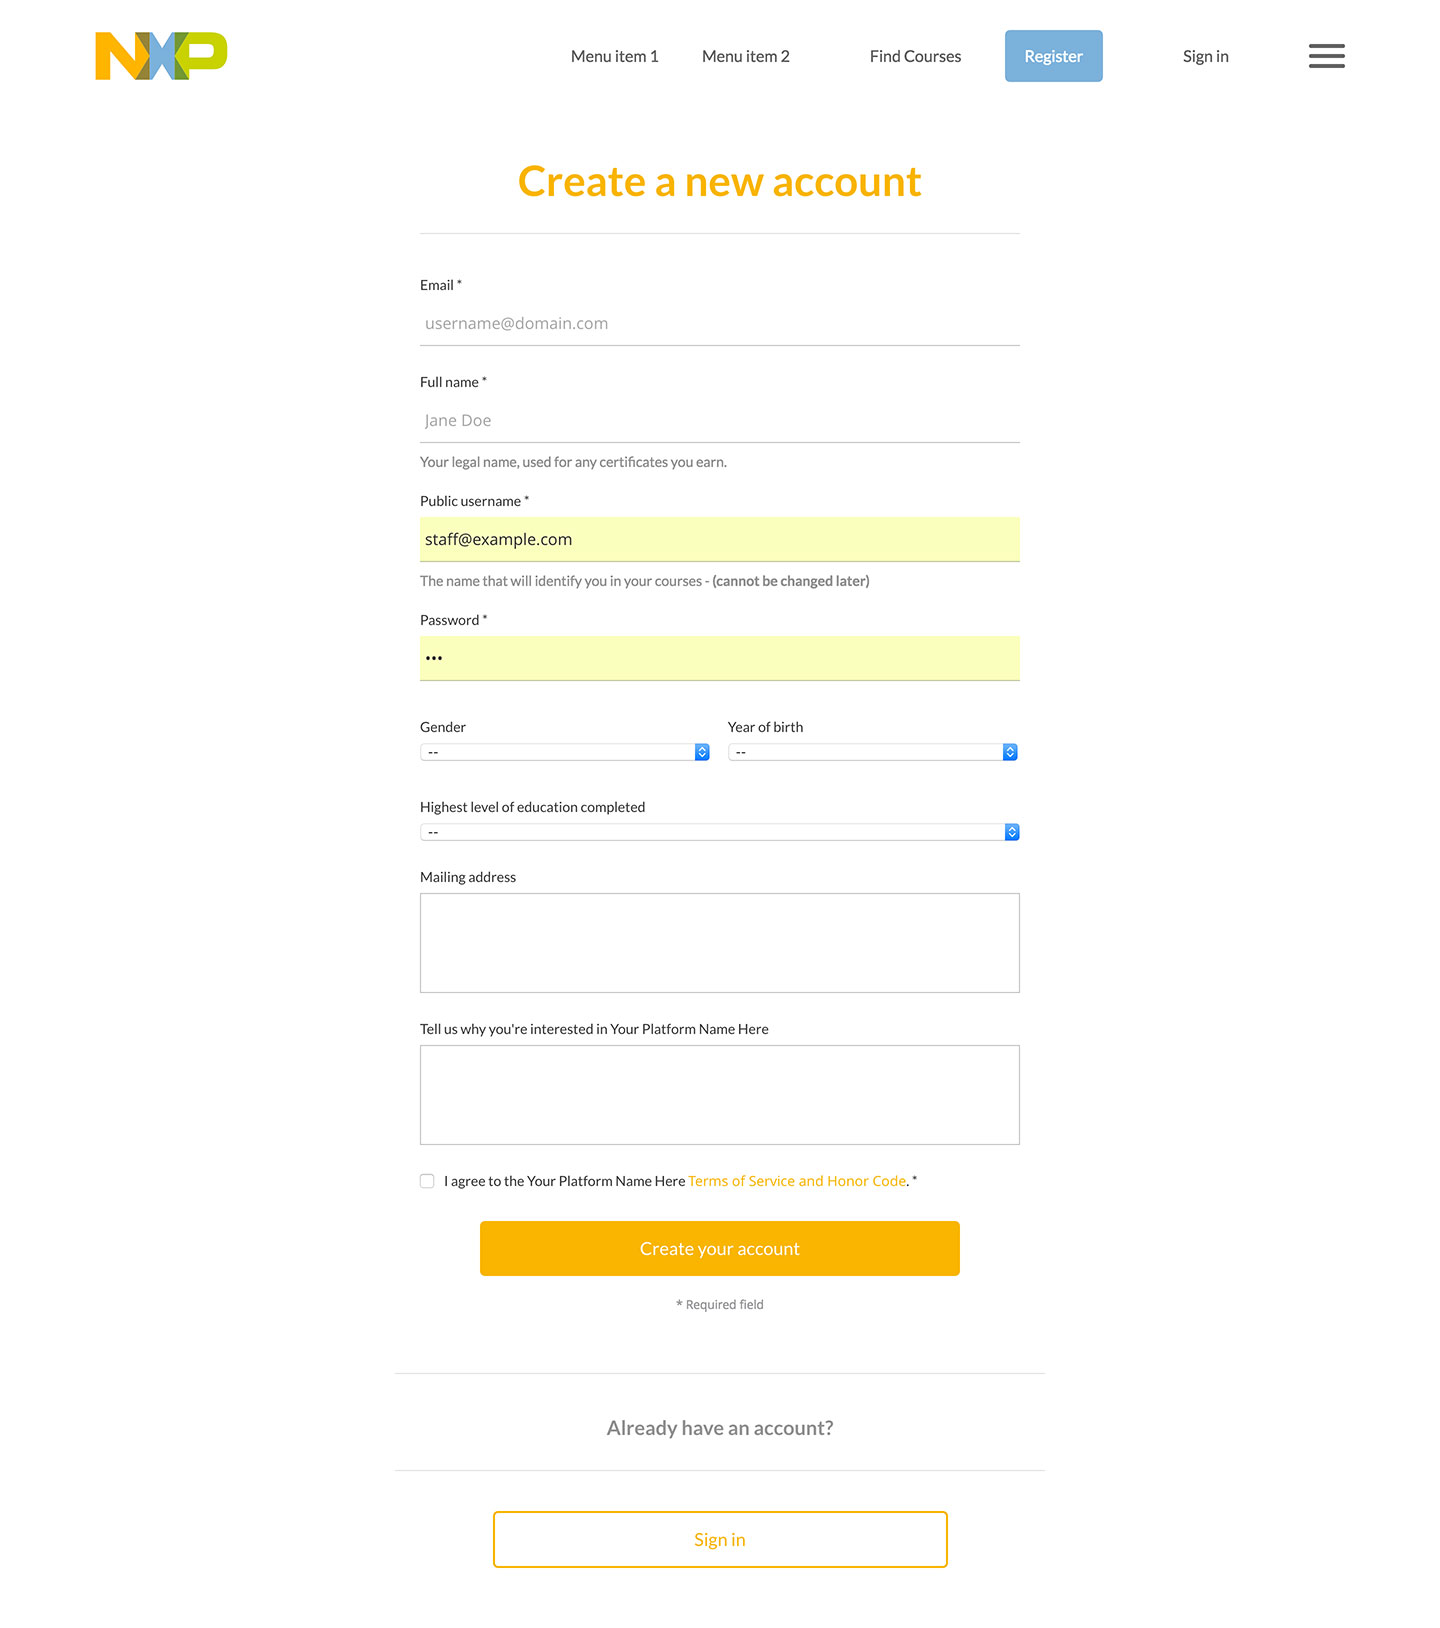 NXP
Menu item 1 Menu item 2 Find Courses Register Sign in
Create a new account
Email *
username@domain.com
Full name *
Jane Doe
Your legal name, used for any certificates you earn.
Public username *
staff@example.com
The name that will identify you in your courses - (cannot be changed later)
Password *
•••
Gender Year of birth
-- --
Highest level of education completed
--
Mailing address
Tell us why you're interested in Your Platform Name Here
I agree to the Your Platform Name Here Terms of Service and Honor Code. *
Create your account
* Required field
Already have an account?
Sign in